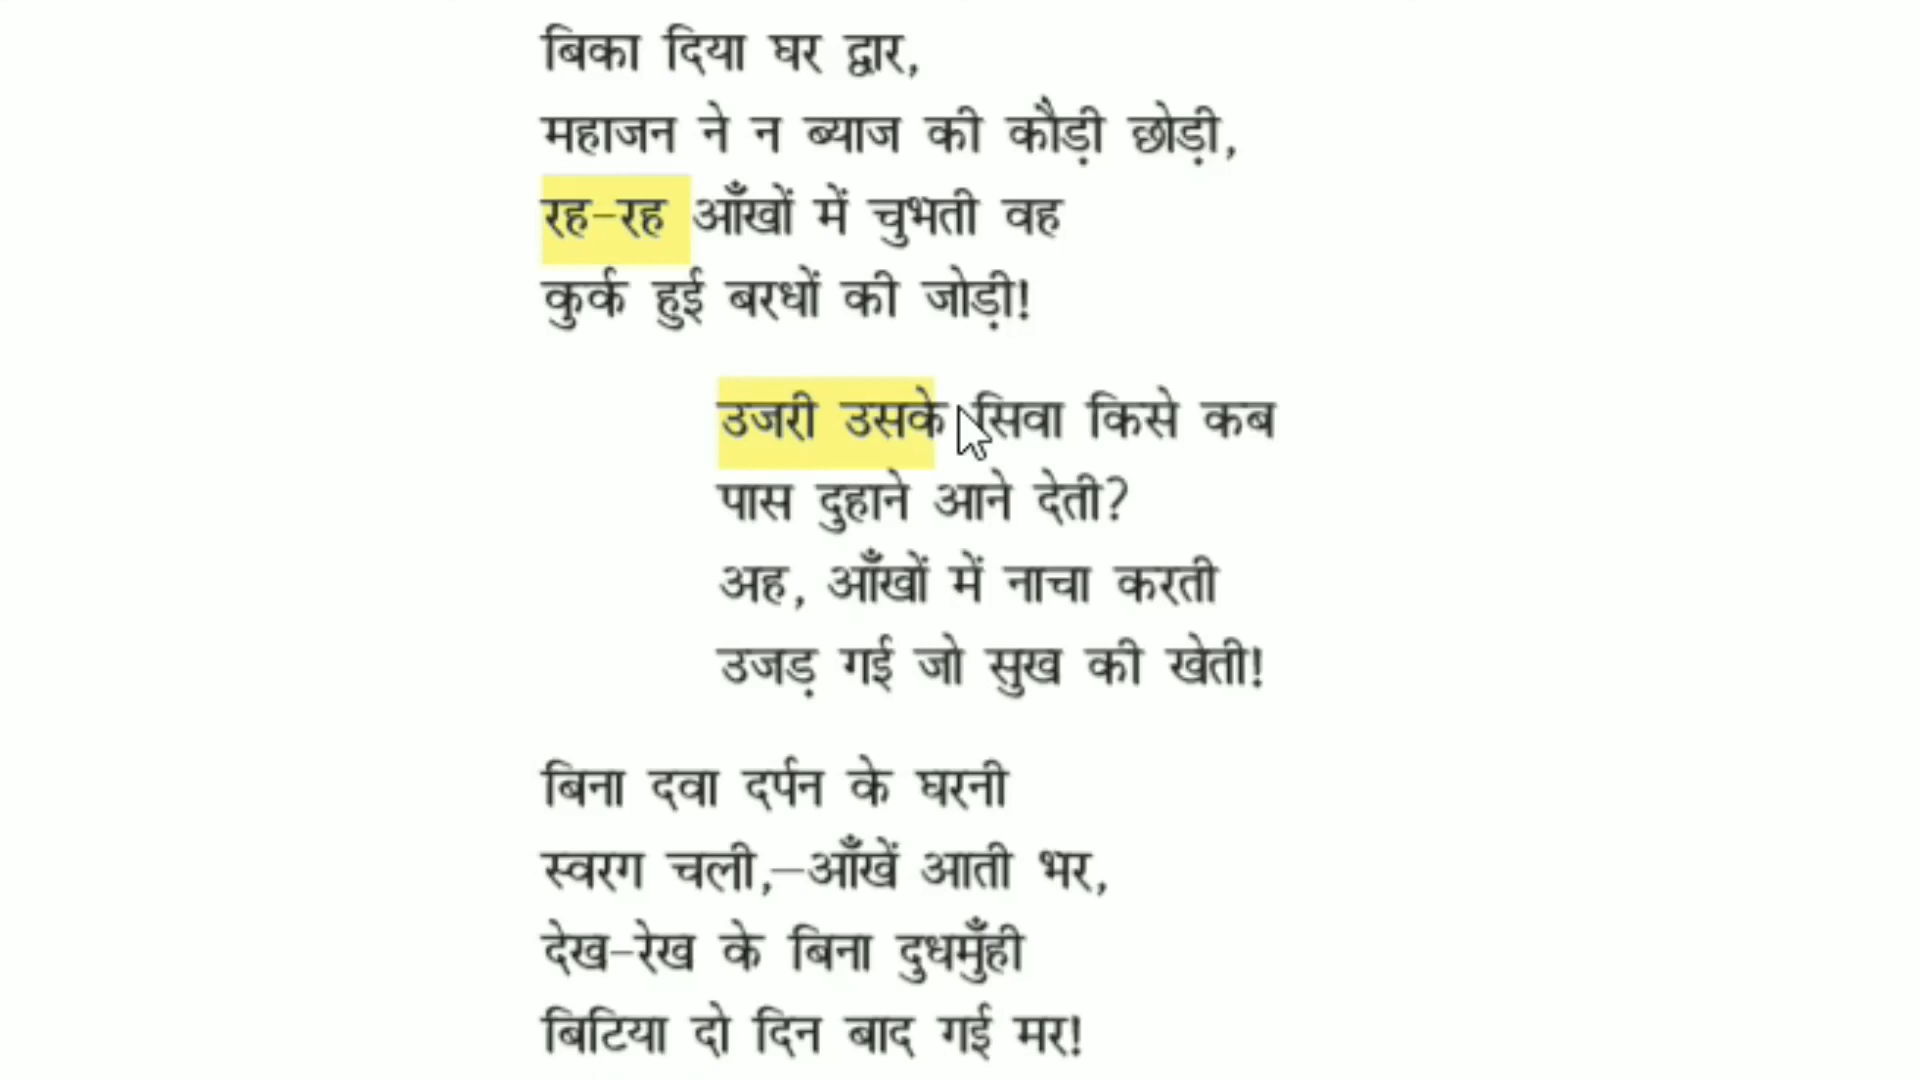 बिका दिया घर द्वार,
महाजन ने न ब्याज की कौड़ी छोड़ी,
रह-रह आँखों में चुभती वह
कुर्क हुई बरधों की जोड़ी!
उजरी उसके सिवा किसे कब
पास दुहाने आने देती?
अह, आँखों में नाचा करती
उजड़ गई जो सुख की खेती!
बिना दवा दर्पन के घरनी
स्वरग चली,—आँखें आती भर,
देख-रेख के बिना दुधमुँही
बिटिया दो दिन बाद गई मर!